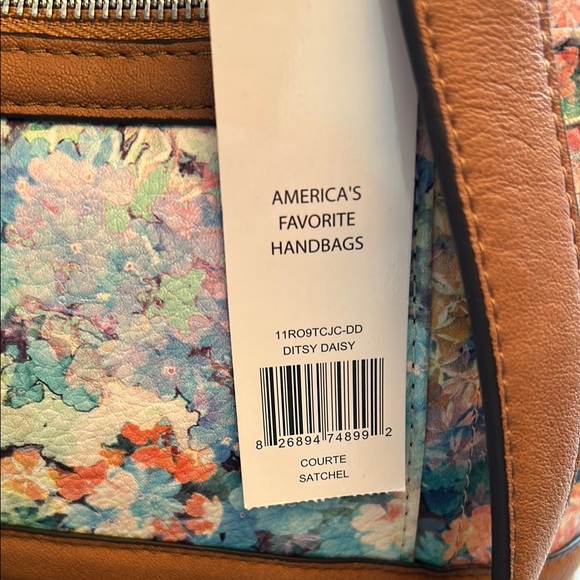 AMERICA'S
FAVORITE
HANDBAGS
11RO9TCJC-DD
DITSY DAISY
8 26894 74899 2
COURTE
SATCHEL